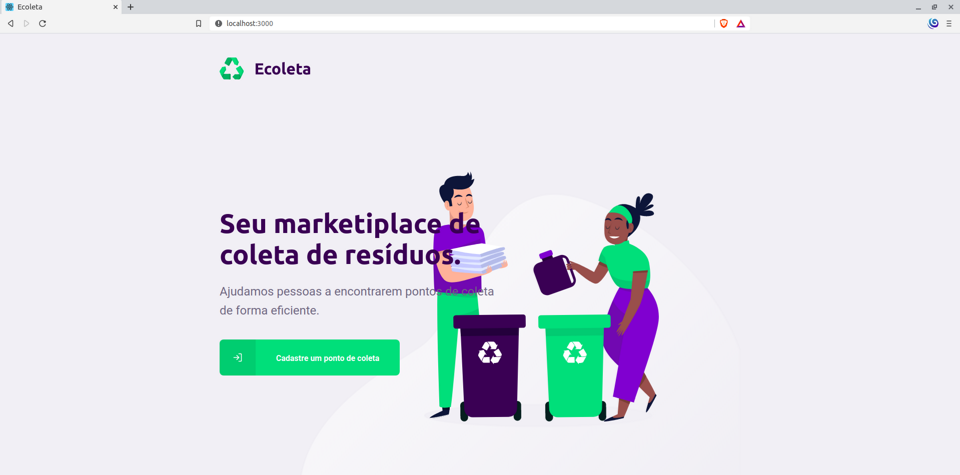 Ecoleta
localhost:3000
Ecoleta
Seu marketiplace de
coleta de resíduos.
Ajudamos pessoas a encontrarem pontos de coleta
de forma eficiente.
Cadastre um ponto de coleta